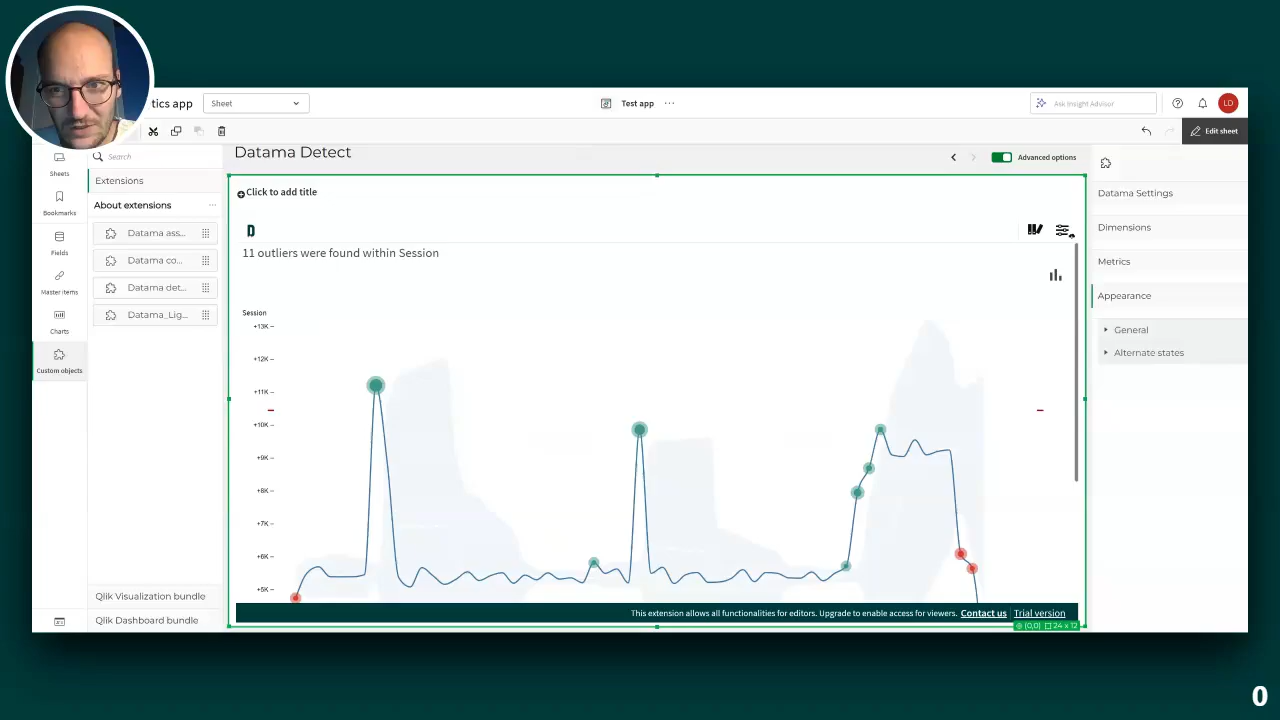 tics app
Sheet
Test app
Ask Insight Advisor
LD
Edit sheet
Sheets
Bookmarks
Fields
Master items
Charts
Custom objects
Search
Extensions
About extensions
Datama ass...
Datama co...
Datama det...
Datama_Lig...
Qlik Visualization bundle
Qlik Dashboard bundle
Datama Detect
Advanced options
Click to add title
11 outliers were found within Session
Session
+13K
+12K
+11K
+10K
+9K
+8K
+7K
+6K
+5K
This extension allows all functionalities for editors. Upgrade to enable access for viewers. Contact us | Trial version
(0,0) 24 x 12
Datama Settings
Dimensions
Metrics
Appearance
General
Alternate states
0